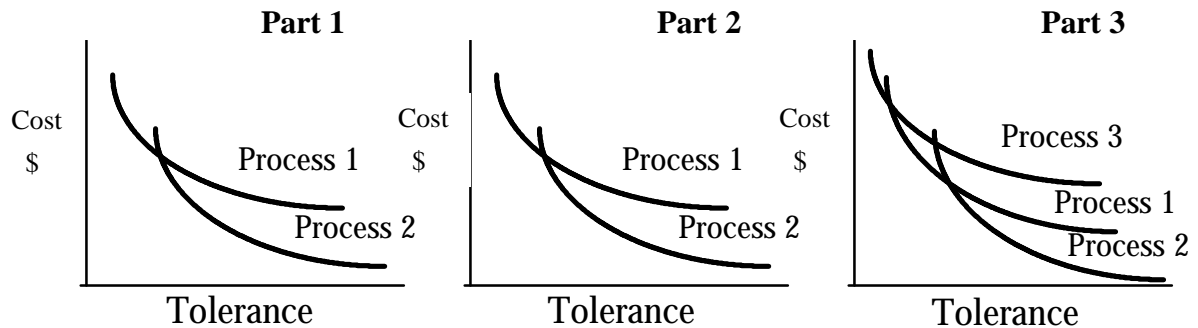 Part 1
Cost
$
Process 1
Process 2
Tolerance
Part 2
Cost
$
Process 1
Process 2
Tolerance
Part 3
Cost
$
Process 3
Process 1
Process 2
Tolerance